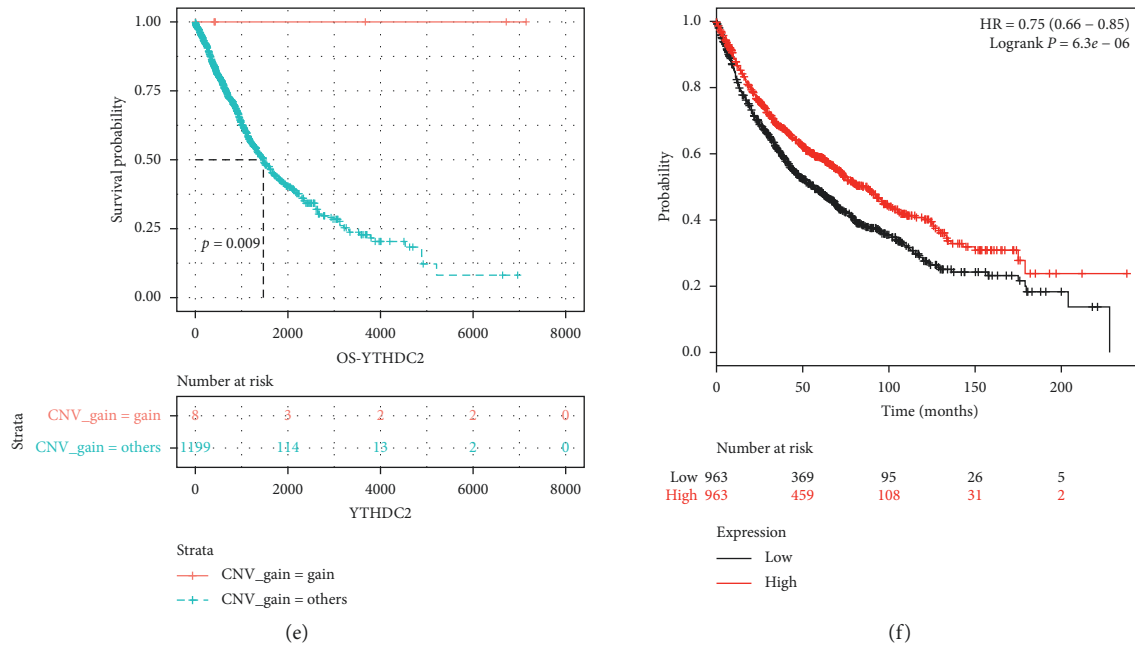 1.00
0.75
0.50
0.25
0.00
Survival probability
p = 0.009
0 2000 4000 6000 8000
OS-YTHDC2
Number at risk
Strata
CNV_gain = gain 8 3 2 2 0
CNV_gain = others 1199 114 13 2 0
0 2000 4000 6000 8000
YTHDC2
Strata
CNV_gain = gain
CNV_gain = others
(e)
HR = 0.75 (0.66 – 0.85)
Logrank P = 6.3e – 06
1.0
0.8
0.6
0.4
0.2
0.0
Probability
0 50 100 150 200
Time (months)
Number at risk
Low 963 369 95 26 5
High 963 459 108 31 2
Expression
Low
High
(f)